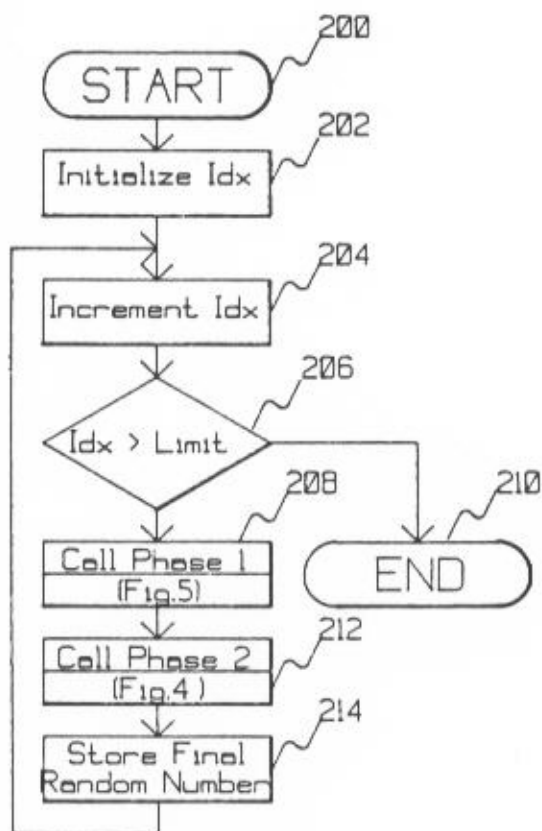 200
START
202
Initialize Idx
204
Increment Idx
206
Idx > Limit
208
210
Call Phase 1
(Fig.5)
END
Call Phase 2
(Fig.4)
212
214
Store Final
Random Number